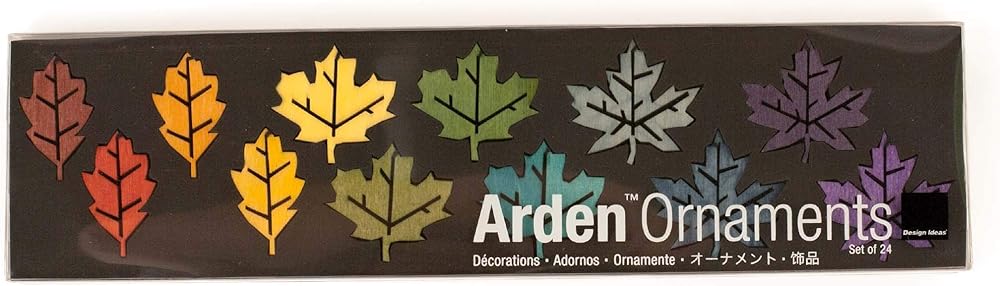 Arden™ Ornaments
Design Ideas®
Set of 24
Décorations · Adornos · Ornamente · オーナメント · 饰品